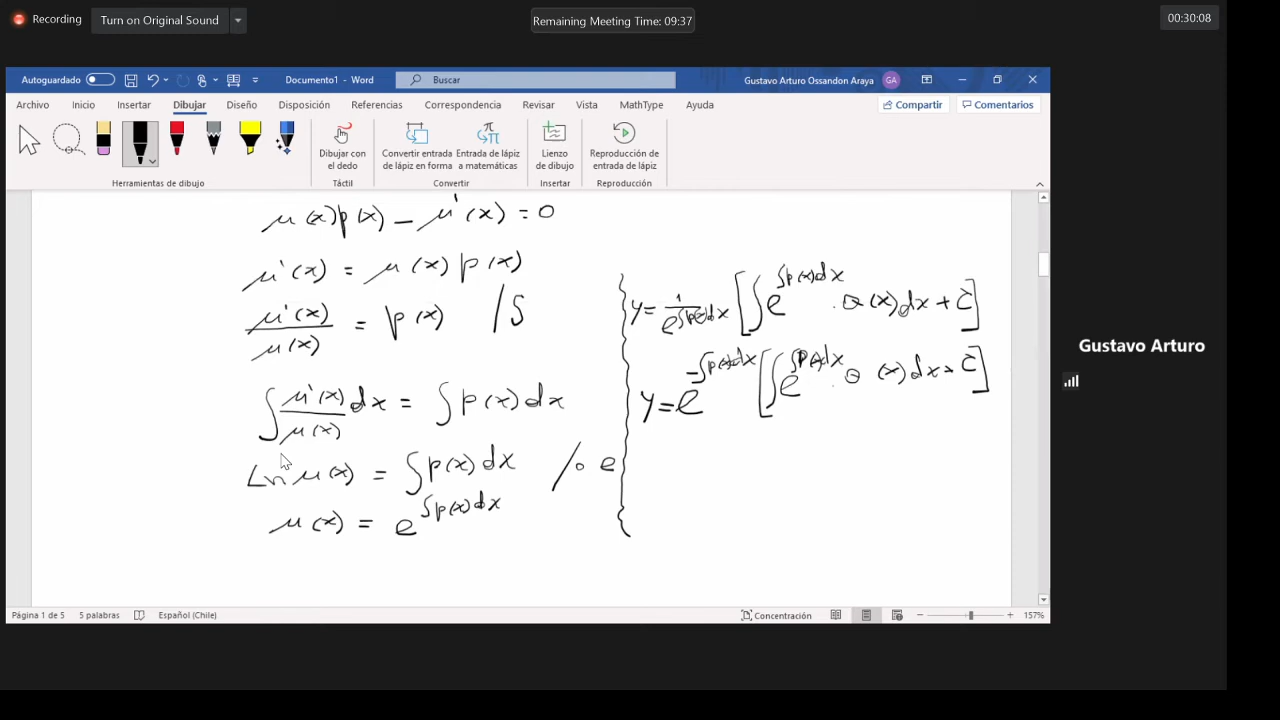 Recording
Turn on Original Sound
Remaining Meeting Time: 09:37
00:30:08
Autoguardado
Documento1 - Word
Buscar
Gustavo Arturo Ossandon Araya
GA
Archivo Inicio Insertar Dibujar Diseño Disposición Referencias Correspondencia Revisar Vista MathType Ayuda
Compartir
Comentarios
Dibujar con el dedo
Convertir entrada de lápiz en forma
Entrada de lápiz a matemáticas
Lienzo de dibujo
Reproducción de entrada de lápiz
Herramientas de dibujo
Táctil
Convertir
Insertar
Reproducción
μ(x)p(x) - μ'(x) = 0
μ'(x) = μ(x) p(x)
μ'(x)/μ(x) = p(x) /∫
∫ μ'(x)/μ(x) dx = ∫ p(x) dx
Ln μ(x) = ∫ p(x) dx /∘ e
μ(x) = e^∫p(x)dx
y = 1/e^∫p(x)dx [∫ e^∫p(x)dx · Q(x) dx + C]
y = e^-∫p(x)dx [∫ e^∫p(x)dx · Q(x) dx + C]
Gustavo Arturo
Página 1 de 5
5 palabras
Español (Chile)
Concentración
157%